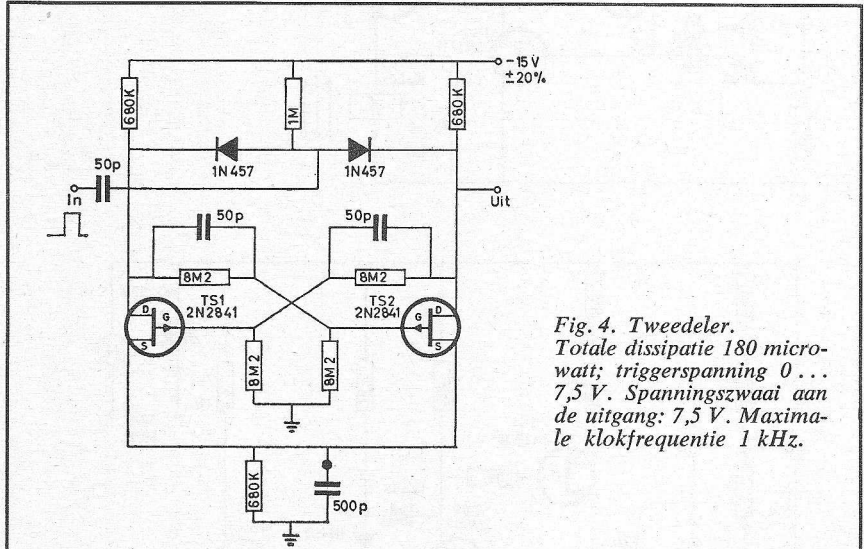 -15 V
±20%
680K
1M
680K
1N457
1N457
50p
In
Uit
50p
50p
8M2
8M2
TS1
2N2841
TS2
2N2841
D
G
S
D
G
S
8M2
8M2
680K
500p
Fig. 4. Tweedeler.
Totale dissipatie 180 micro-
watt; triggerspanning 0 ...
7,5 V. Spanningszwaai aan
de uitgang: 7,5 V. Maxima-
le klokfrequentie 1 kHz.